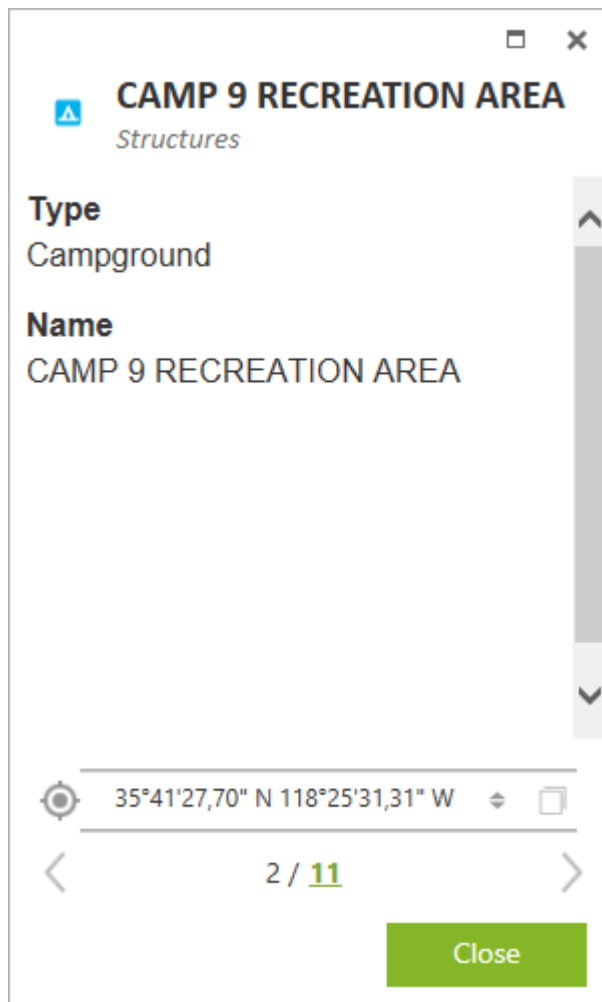 CAMP 9 RECREATION AREA
Structures
Type
Campground
Name
CAMP 9 RECREATION AREA
35°41'27,70" N 118°25'31,31" W
2 / 11
Close